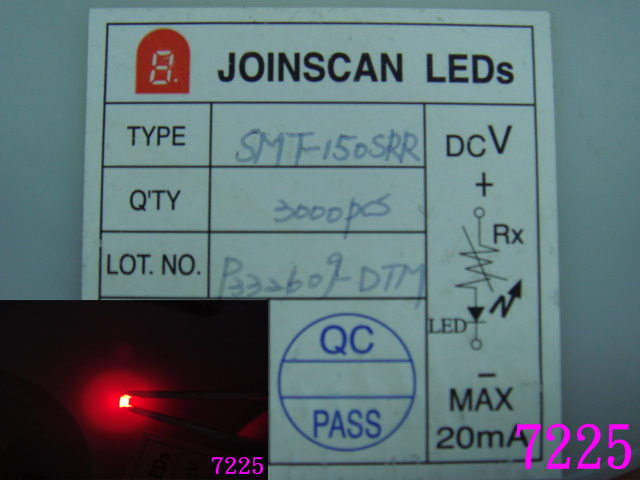 8.
JOINSCAN LEDs
TYPE SMT-150SRR
Q'TY 3000pcs
LOT. NO. P332609-DTM
DC V
+
Rx
LED
−
MAX
20mA
QC
PASS
7225
7225